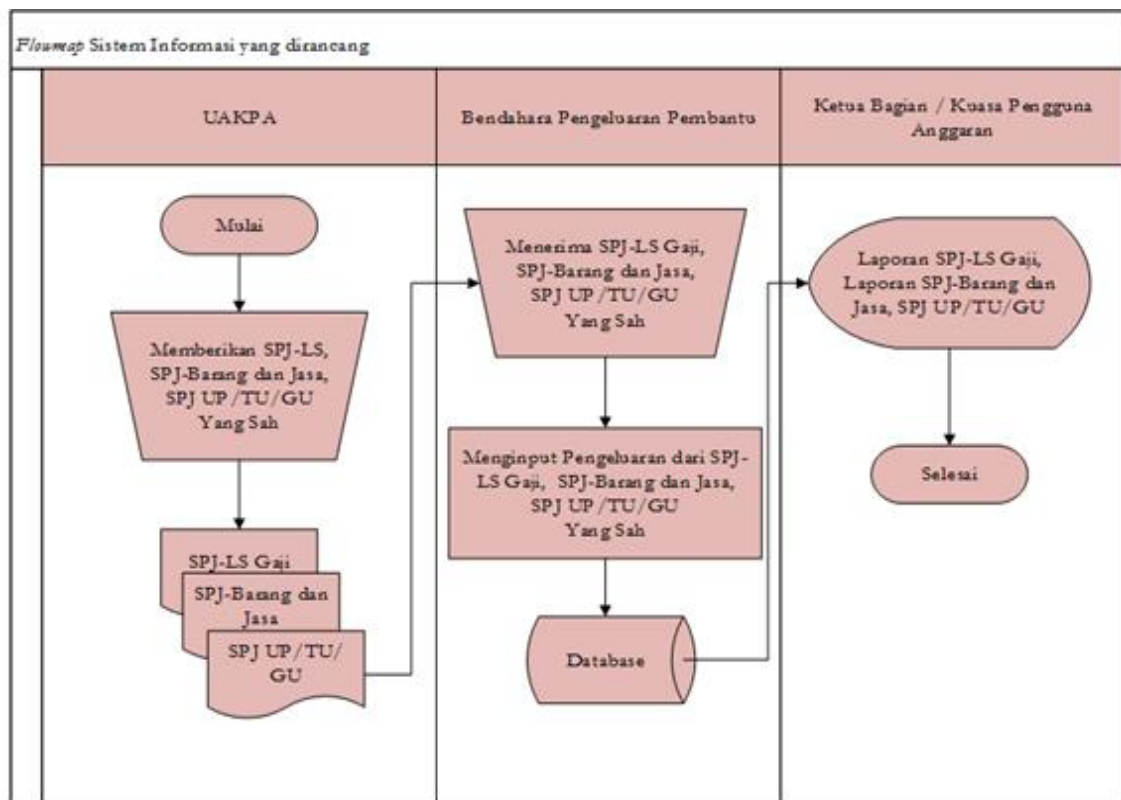 Flowmap Sistem Informasi yang dirancang
UAKPA
Bendahara Pengeluaran Pembantu
Ketua Bagian / Kuasa Pengguna
Anggaran
Mulai
Memberikan SPJ-LS,
SPJ-Barang dan Jasa,
SPJ UP/TU/GU
Yang Sah
SPJ-LS Gaji
SPJ-Barang dan
Jasa
SPJ UP/TU/
GU
Menerima SPJ-LS Gaji,
SPJ-Barang dan Jasa,
SPJ UP/TU/GU
Yang Sah
Menginput Pengeluaran dari SPJ-
LS Gaji, SPJ-Barang dan Jasa,
SPJ UP/TU/GU
Yang Sah
Database
Laporan SPJ-LS Gaji,
Laporan SPJ-Barang dan
Jasa, SPJ UP/TU/GU
Selesai